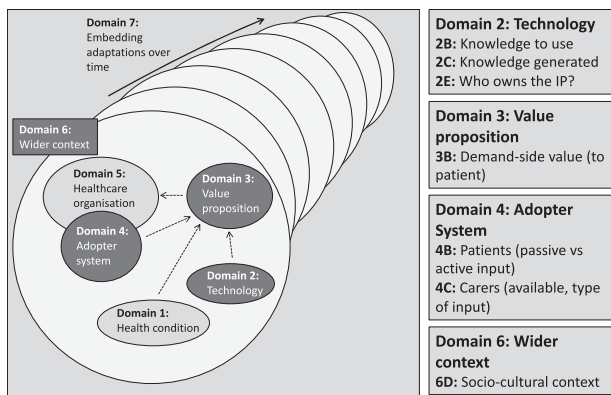 Domain 7:
Embedding
adaptations over
time
Domain 6:
Wider context
Domain 5:
Healthcare
organisation
Domain 4:
Adopter
system
Domain 3:
Value
proposition
Domain 2:
Technology
Domain 1:
Health condition
Domain 2: Technology
2B: Knowledge to use
2C: Knowledge generated
2E: Who owns the IP?
Domain 3: Value
proposition
3B: Demand-side value (to
patient)
Domain 4: Adopter
System
4B: Patients (passive vs
active input)
4C: Carers (available, type
of input)
Domain 6: Wider
context
6D: Socio-cultural context